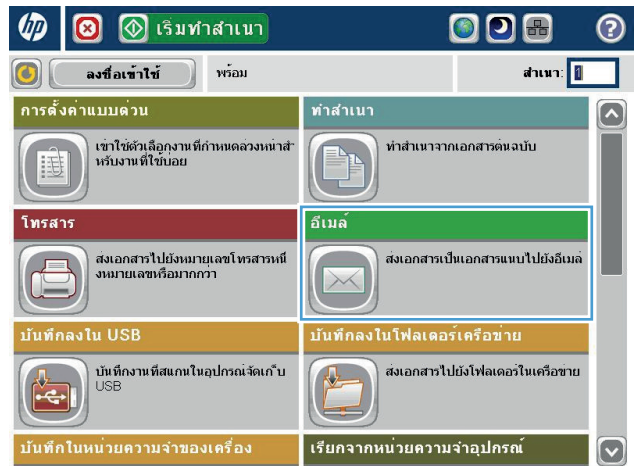 hp
เริ่มทำสำเนา
?
ลงชื่อเข้าใช้
พร้อม
สำเนา: 1
การตั้งค่าแบบด่วน
เข้าใช้ตัวเลือกงานที่กำหนดล่วงหน้าสำ
หรับงานที่ใช้บ่อย
ทำสำเนา
ทำสำเนาจากเอกสารต้นฉบับ
โทรสาร
ส่งเอกสารไปยังหมายเลขโทรสารหนึ่
งหมายเลขหรือมากกว่า
อีเมล์
ส่งเอกสารเป็นเอกสารแนบไปยังอีเมล
บันทึกลงใน USB
บันทึกงานที่สแกนในอุปกรณ์จัดเก็บ
USB
บันทึกลงในโฟลเดอร์เครือข่าย
ส่งเอกสารไปยังโฟลเดอร์ในเครือข่าย
บันทึกในหน่วยความจำของเครื่อง
เรียกจากหน่วยความจำอุปกรณ์